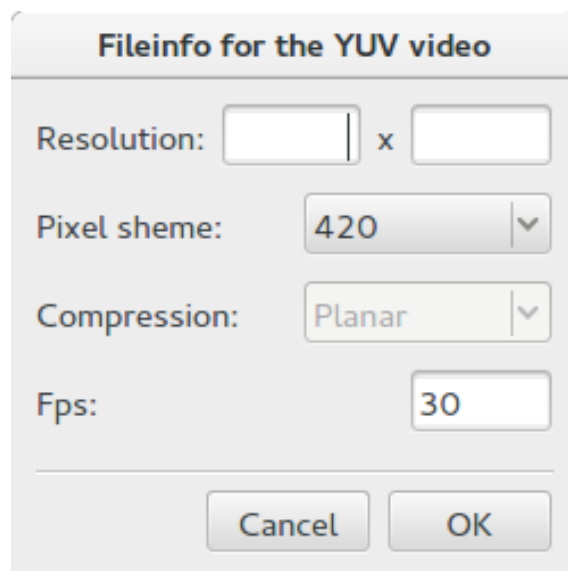 Fileinfo for the YUV video
Resolution: x
Pixel sheme: 420
Compression: Planar
Fps: 30
Cancel OK